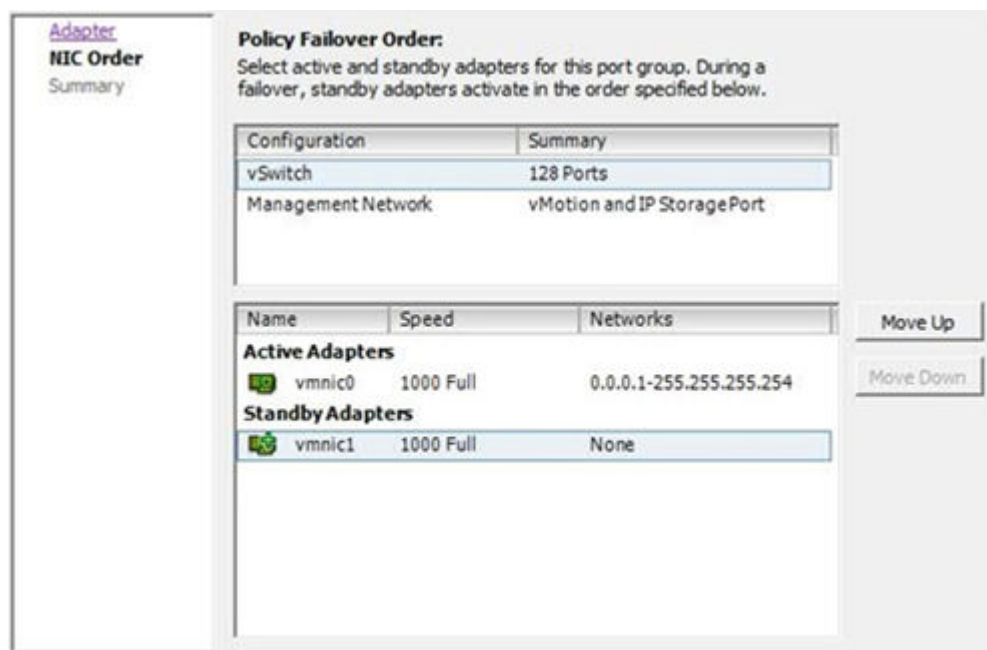 Adapter
NIC Order
Summary
Policy Failover Order:
Select active and standby adapters for this port group. During a
failover, standby adapters activate in the order specified below.
Configuration Summary
vSwitch 128 Ports
Management Network vMotion and IP Storage Port
Name Speed Networks
Active Adapters
vmnic0 1000 Full 0.0.0.1-255.255.255.254
Standby Adapters
vmnic1 1000 Full None
Move Up
Move Down